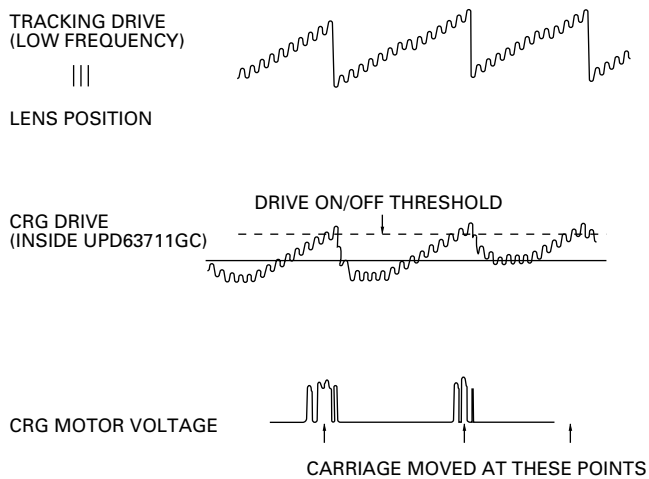 TRACKING DRIVE
(LOW FREQUENCY)
LENS POSITION
DRIVE ON/OFF THRESHOLD
CRG DRIVE
(INSIDE UPD63711GC)
CRG MOTOR VOLTAGE
CARRIAGE MOVED AT THESE POINTS